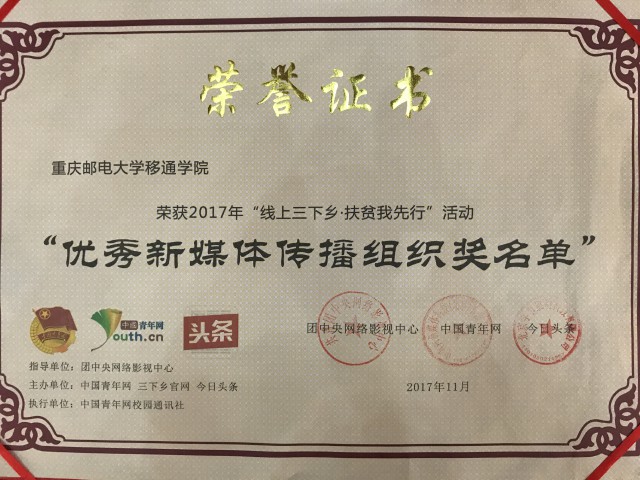 荣誉证书
重庆邮电大学移通学院
荣获2017年“线上三下乡·扶贫我先行”活动
“优秀新媒体传播组织奖名单”
中国青年网
youth.cn
头条
团中央网络影视中心 中国青年网 今日头条
指导单位：团中央网络影视中心
主办单位：中国青年网 三下乡官网 今日头条
执行单位：中国青年网校园通讯社
2017年11月